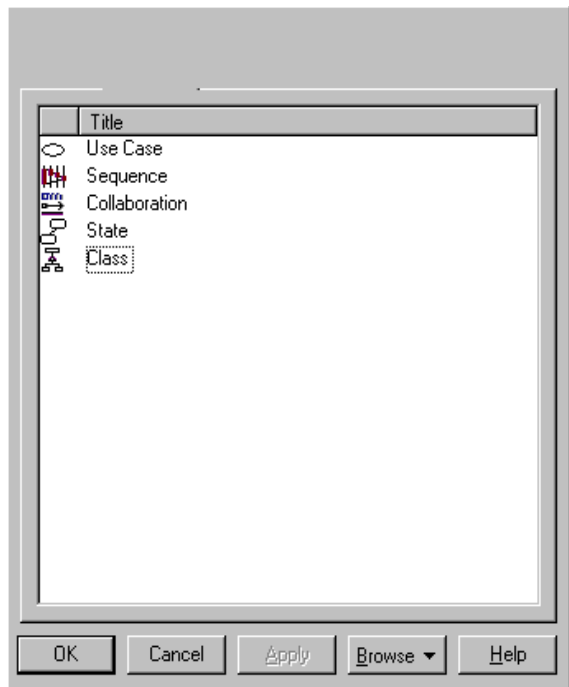 Title
Use Case
Sequence
Collaboration
State
Class
OK Cancel Apply Browse Help